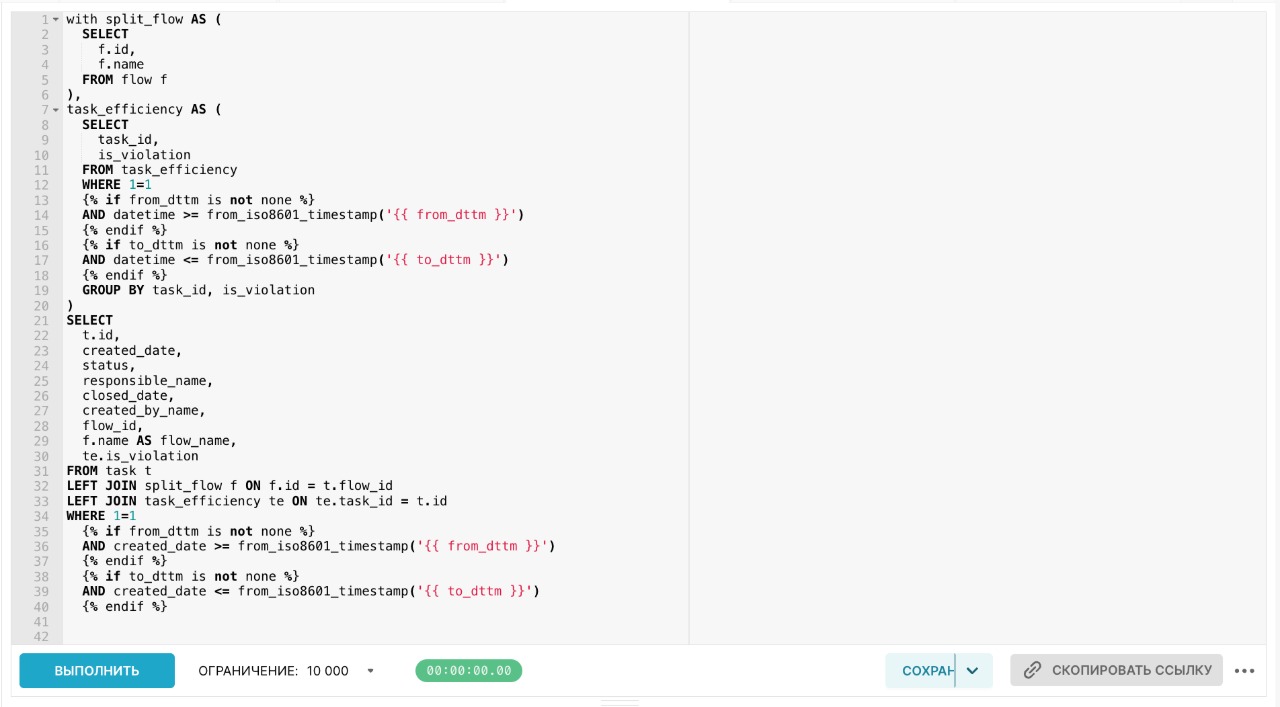 1 with split_flow AS (
2 SELECT
3 f.id,
4 f.name
5 FROM flow f
6 ),
7 task_efficiency AS (
8 SELECT
9 task_id,
10 is_violation
11 FROM task_efficiency
12 WHERE 1=1
13 {% if from_dttm is not none %}
14 AND datetime >= from_iso8601_timestamp('{{ from_dttm }}')
15 {% endif %}
16 {% if to_dttm is not none %}
17 AND datetime <= from_iso8601_timestamp('{{ to_dttm }}')
18 {% endif %}
19 GROUP BY task_id, is_violation
20 )
21 SELECT
22 t.id,
23 created_date,
24 status,
25 responsible_name,
26 closed_date,
27 created_by_name,
28 flow_id,
29 f.name AS flow_name,
30 te.is_violation
31 FROM task t
32 LEFT JOIN split_flow f ON f.id = t.flow_id
33 LEFT JOIN task_efficiency te ON te.task_id = t.id
34 WHERE 1=1
35 {% if from_dttm is not none %}
36 AND created_date >= from_iso8601_timestamp('{{ from_dttm }}')
37 {% endif %}
38 {% if to_dttm is not none %}
39 AND created_date <= from_iso8601_timestamp('{{ to_dttm }}')
40 {% endif %}
41
42
ВЫПОЛНИТЬ ОГРАНИЧЕНИЕ: 10 000 00:00:00.00 СОХРАН СКОПИРОВАТЬ ССЫЛКУ